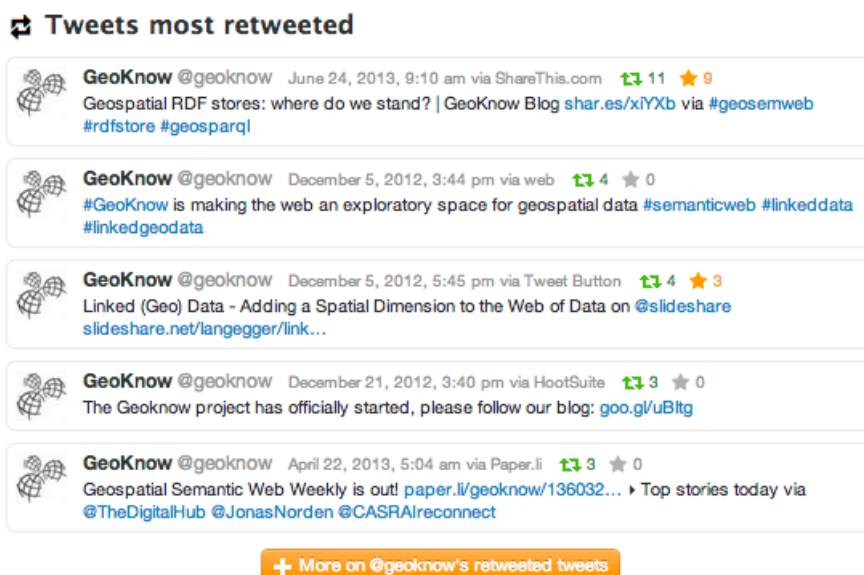 Tweets most retweeted
GeoKnow @geoknow June 24, 2013, 9:10 am via ShareThis.com 11 9
Geospatial RDF stores: where do we stand? | GeoKnow Blog shar.es/xiYXb via #geosemweb
#rdfstore #geosparql
GeoKnow @geoknow December 5, 2012, 3:44 pm via web 4 0
#GeoKnow is making the web an exploratory space for geospatial data #semanticweb #linkeddata
#linkedgeodata
GeoKnow @geoknow December 5, 2012, 5:45 pm via Tweet Button 4 3
Linked (Geo) Data - Adding a Spatial Dimension to the Web of Data on @slideshare
slideshare.net/langegger/link...
GeoKnow @geoknow December 21, 2012, 3:40 pm via HootSuite 3 0
The Geoknow project has officially started, please follow our blog: goo.gl/uBltg
GeoKnow @geoknow April 22, 2013, 5:04 am via Paper.li 3 0
Geospatial Semantic Web Weekly is out! paper.li/geoknow/136032... ▸ Top stories today via
@TheDigitalHub @JonasNorden @CASRAIreconnect
+ More on @geoknow's retweeted tweets